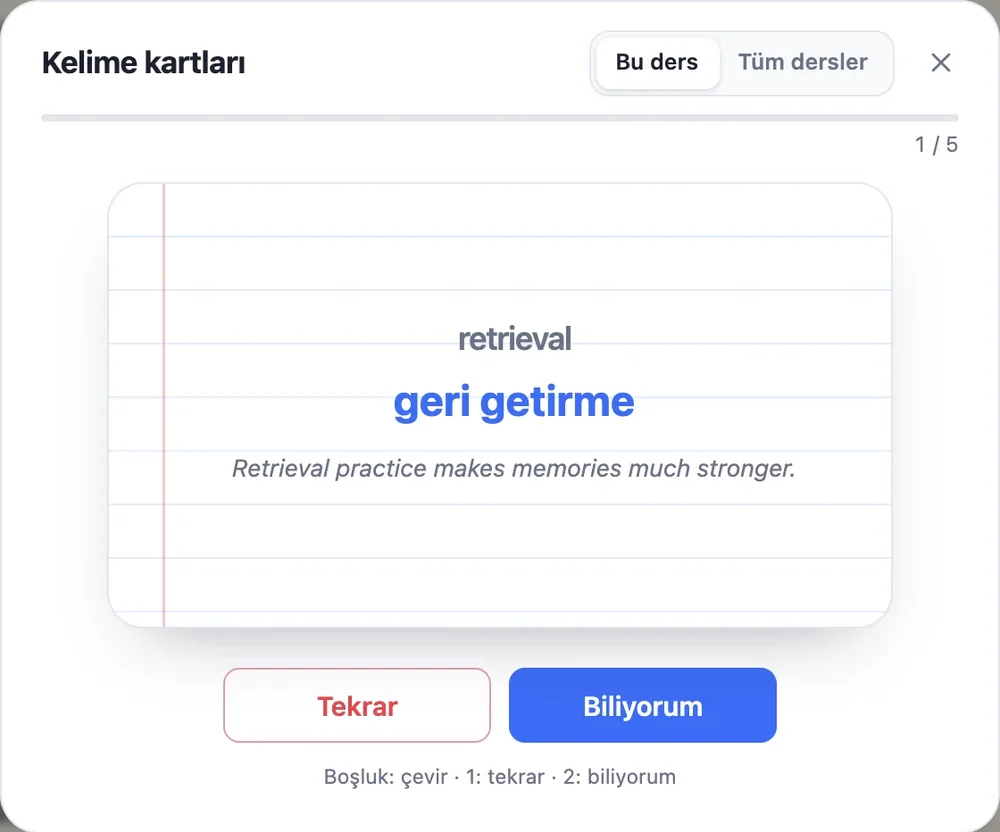 Kelime kartları
Bu ders
Tüm dersler
1 / 5
retrieval
geri getirme
Retrieval practice makes memories much stronger.
Tekrar
Biliyorum
Boşluk: çevir · 1: tekrar · 2: biliyorum